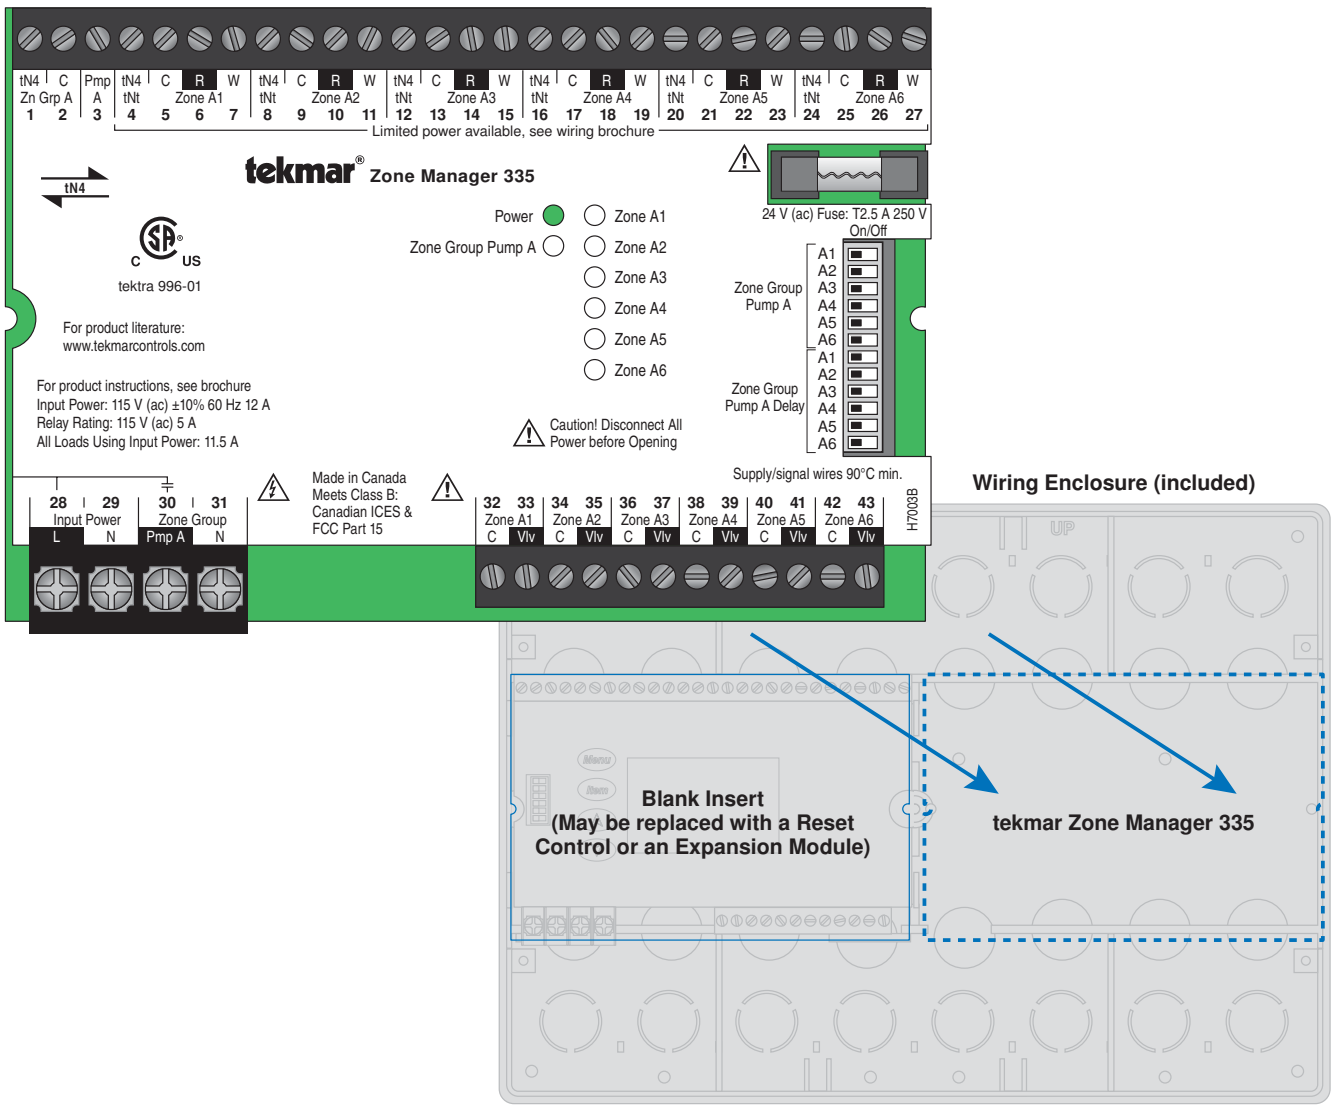 tN4 C Pmp tN4 C R W tN4 C R W tN4 C R W tN4 C R W tN4 C R W tN4 C R W
Zn Grp A A tNt Zone A1 tNt Zone A2 tNt Zone A3 tNt Zone A4 tNt Zone A5 tNt Zone A6
1 2 3 4 5 6 7 8 9 10 11 12 13 14 15 16 17 18 19 20 21 22 23 24 25 26 27
Limited power available, see wiring brochure
tekmar® Zone Manager 335
tN4
24 V (ac) Fuse: T2.5 A 250 V
On/Off
Power
Zone Group Pump A
Zone A1
Zone A2
Zone A3
Zone A4
Zone A5
Zone A6
C SA® US
tektra 996-01
For product literature:
www.tekmarcontrols.com
For product instructions, see brochure
Input Power: 115 V (ac) ±10% 60 Hz 12 A
Relay Rating: 115 V (ac) 5 A
All Loads Using Input Power: 11.5 A
Zone Group
Pump A
A1
A2
A3
A4
A5
A6
Zone Group
Pump A Delay
A1
A2
A3
A4
A5
A6
Caution! Disconnect All
Power before Opening
Made in Canada
Meets Class B:
Canadian ICES &
FCC Part 15
Supply/signal wires 90°C min.
H7003B
28 29 30 31
Input Power Zone Group
L N Pmp A N
32 33 34 35 36 37 38 39 40 41 42 43
Zone A1 Zone A2 Zone A3 Zone A4 Zone A5 Zone A6
C Vlv C Vlv C Vlv C Vlv C Vlv C Vlv
Wiring Enclosure (included)
UP
Menu
Item
Blank Insert
(May be replaced with a Reset
Control or an Expansion Module)
tekmar Zone Manager 335